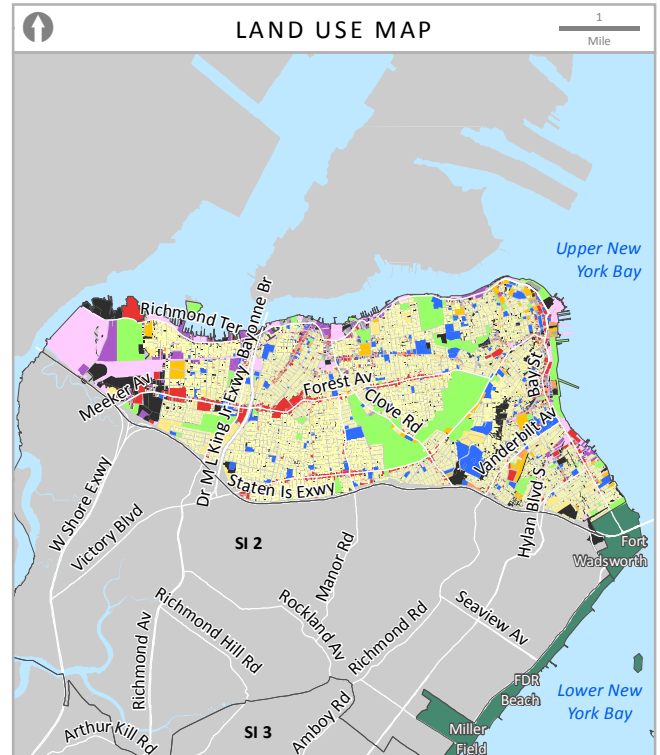 LAND USE MAP
1
Mile
Upper New
York Bay
Richmond Ter
Bayonne Br
Meeker Av
Forest Av
Bay St
Clove Rd
Dr M L King Jr Exwy
Vanderbilt Av
Staten Is Exwy
W Shore Exwy
Victory Blvd
Hylan Blvd S
SI 2
Manor Rd
Fort
Wadsworth
Richmond Av
Richmond Hill Rd
Rockland Av
Richmond Rd
Seaview Av
FDR
Beach
Lower New
York Bay
Arthur Kill Rd
SI 3
Amboy Rd
Miller
Field